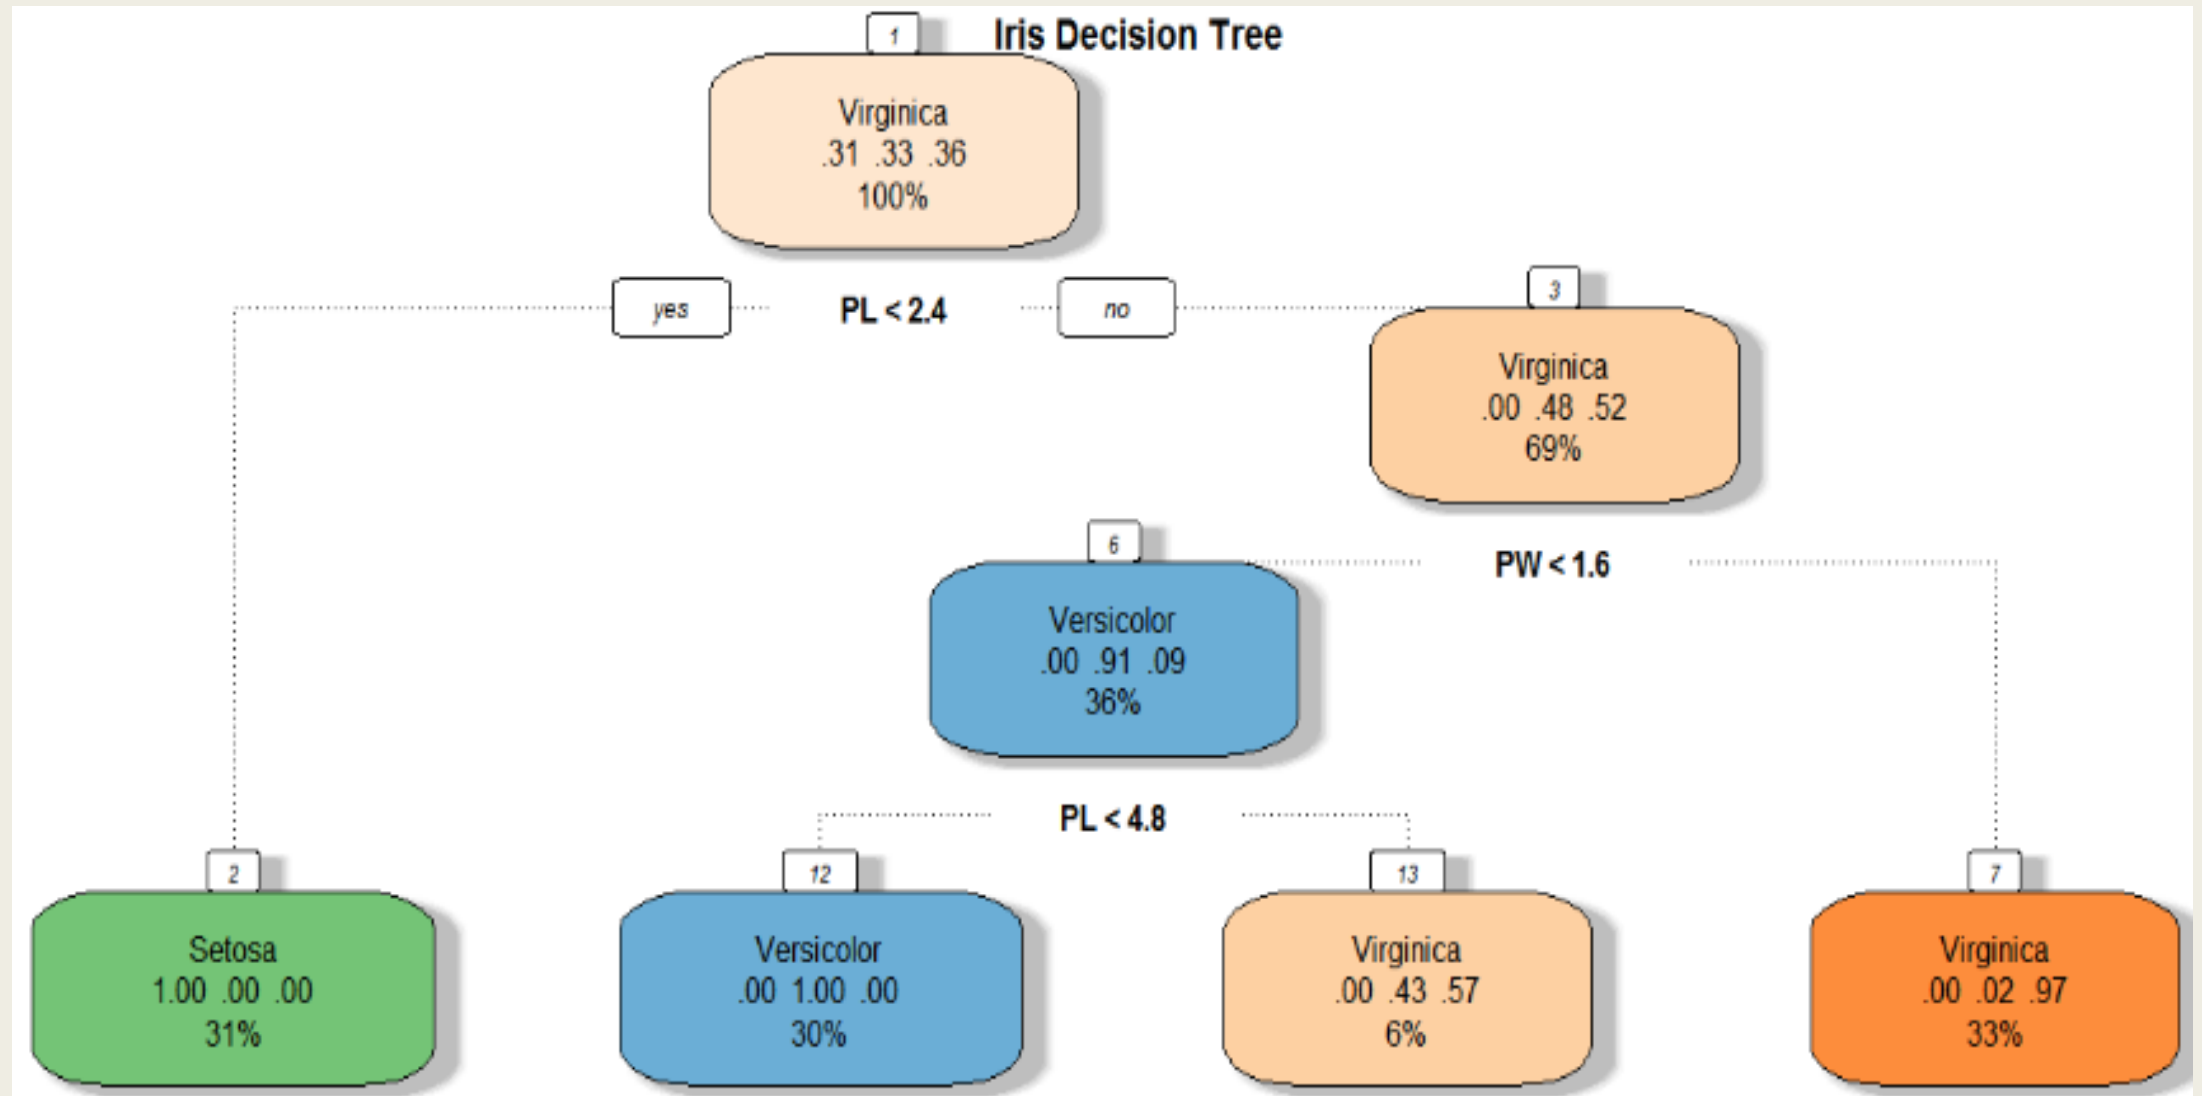 Iris Decision Tree
1
Virginica
.31 .33 .36
100%
yes
PL < 2.4
no
3
Virginica
.00 .48 .52
69%
PW < 1.6
6
Versicolor
.00 .91 .09
36%
PL < 4.8
2
Setosa
1.00 .00 .00
31%
12
Versicolor
.00 1.00 .00
30%
13
Virginica
.00 .43 .57
6%
7
Virginica
.00 .02 .97
33%